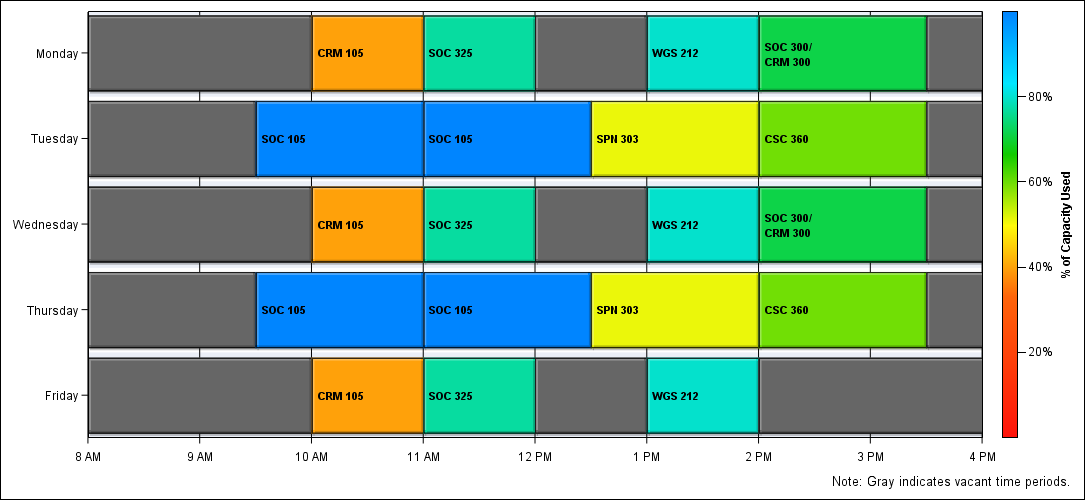 Monday
CRM 105
SOC 325
WGS 212
SOC 300/
CRM 300
Tuesday
SOC 105
SOC 105
SPN 303
CSC 360
Wednesday
CRM 105
SOC 325
WGS 212
SOC 300/
CRM 300
Thursday
SOC 105
SOC 105
SPN 303
CSC 360
Friday
CRM 105
SOC 325
WGS 212
8 AM
9 AM
10 AM
11 AM
12 PM
1 PM
2 PM
3 PM
4 PM
80%
60%
40%
20%
% of Capacity Used
Note: Gray indicates vacant time periods.